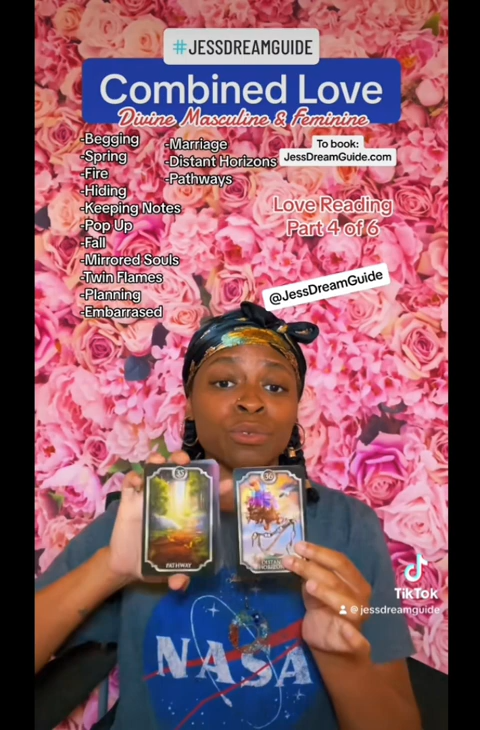 #JESSDREAMGUIDE
Combined Love
Divine Masculine & Feminine
-Begging
-Spring
-Fire
-Hiding
-Keeping Notes
-Pop Up
-Fall
-Mirrored Souls
-Twin Flames
-Planning
-Embarrased
-Marriage
-Distant Horizons
-Pathways
To book:
JessDreamGuide.com
Love Reading
Part 4 of 6
@JessDreamGuide
33
PATHWAY
36
NASA
TikTok
@jessdreamguide